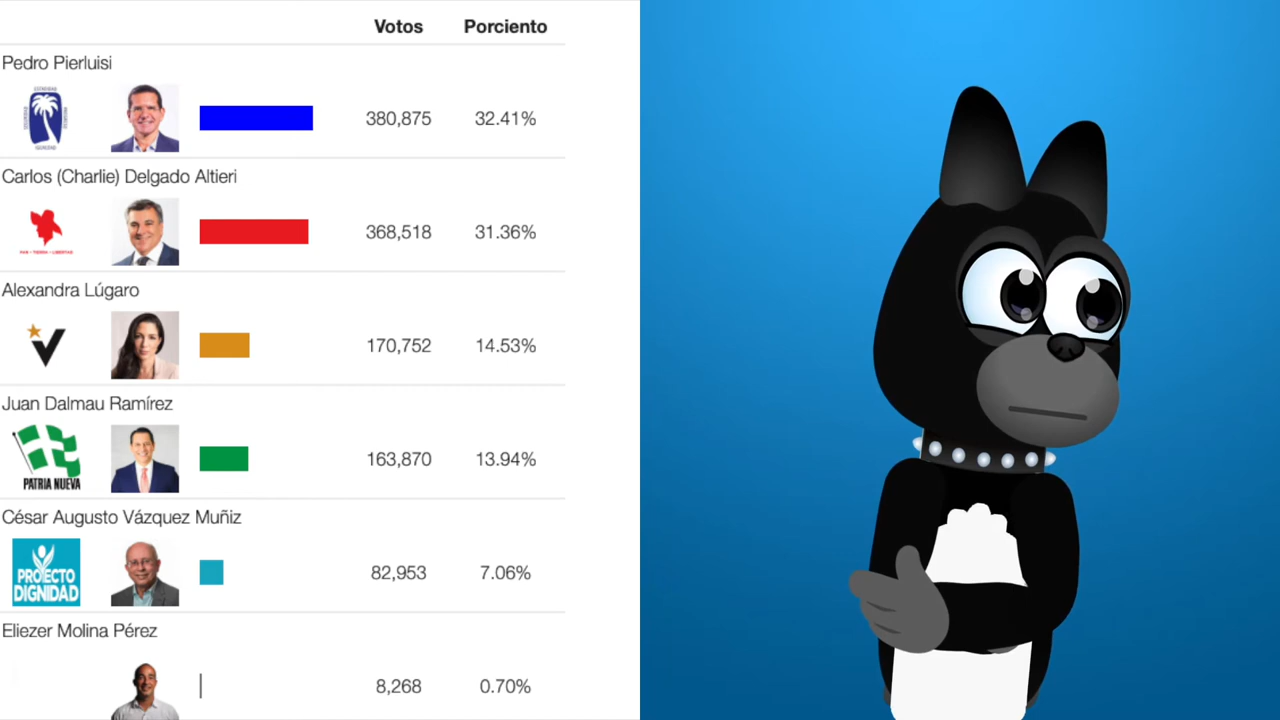 Votos Porciento
Pedro Pierluisi
380,875 32.41%
Carlos (Charlie) Delgado Altieri
PAN • TIERRA • LIBERTAD
368,518 31.36%
Alexandra Lúgaro
170,752 14.53%
Juan Dalmau Ramírez
PATRIA NUEVA
163,870 13.94%
César Augusto Vázquez Muñiz
PROYECTO
DIGNIDAD
82,953 7.06%
Eliezer Molina Pérez
8,268 0.70%